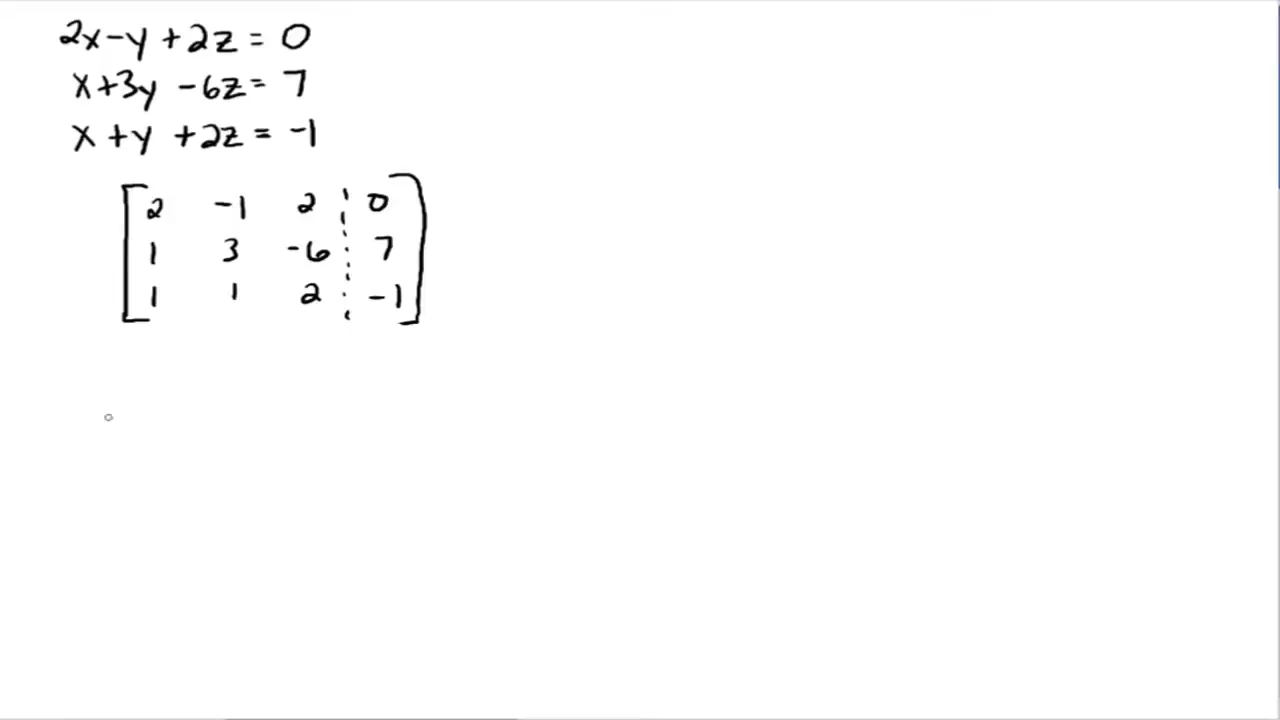 2x-y+2z=0
x+3y-6z=7
x+y+2z=-1
2 -1 2 0
1 3 -6 7
1 1 2 -1